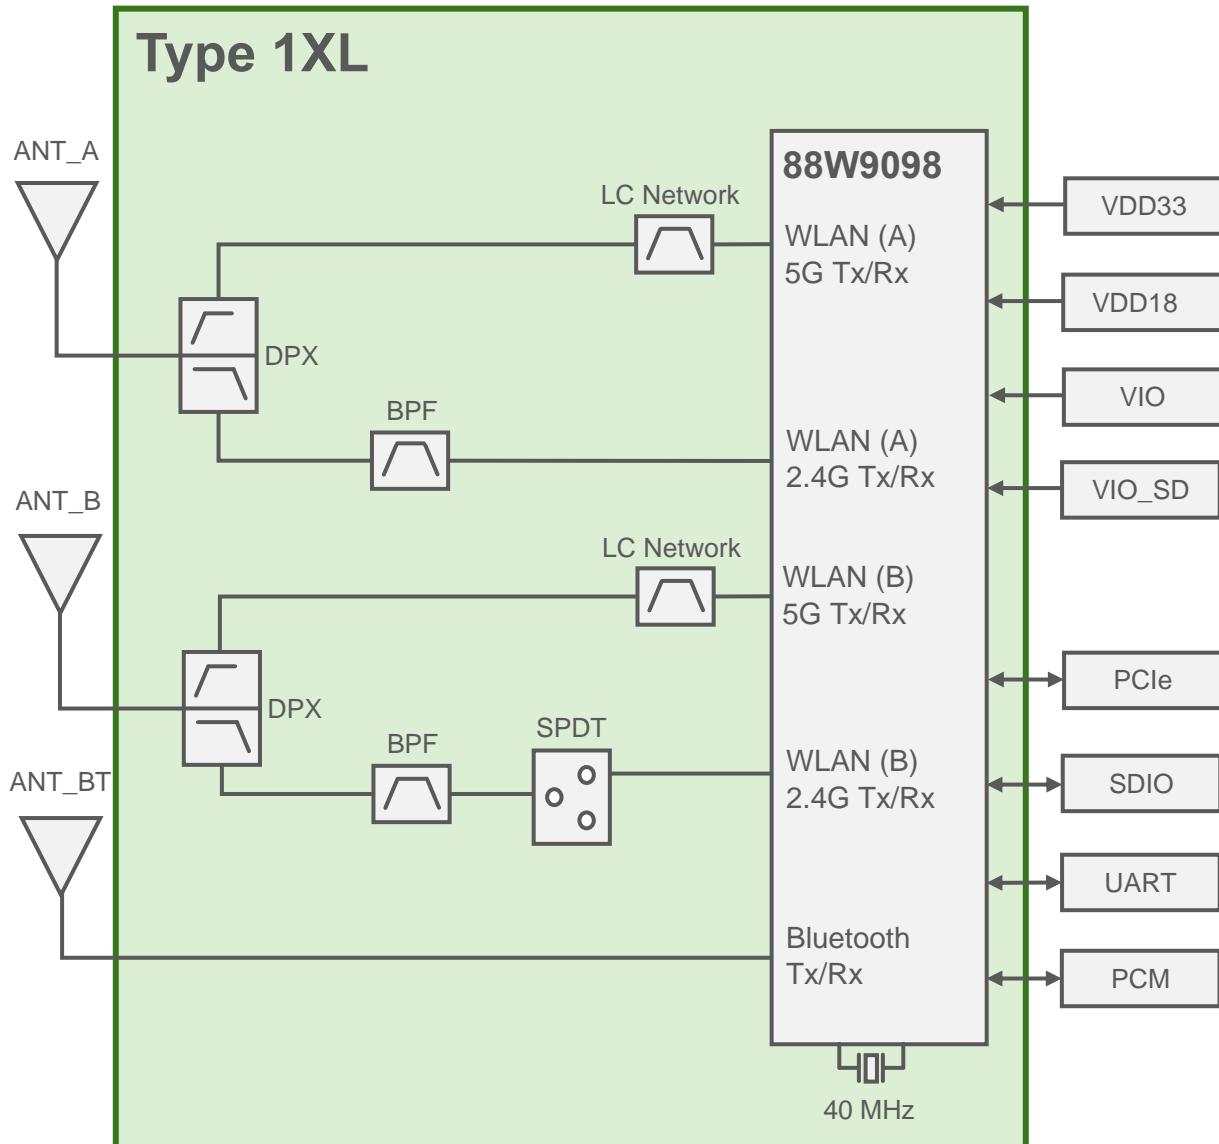 Type 1XL
ANT_A
88W9098
LC Network
VDD33
WLAN (A)
5G Tx/Rx
VDD18
DPX
BPF
VIO
WLAN (A)
2.4G Tx/Rx
VIO_SD
ANT_B
LC Network
WLAN (B)
5G Tx/Rx
PCIe
DPX
SPDT
BPF
WLAN (B)
2.4G Tx/Rx
ANT_BT
SDIO
UART
Bluetooth
Tx/Rx
PCM
40 MHz